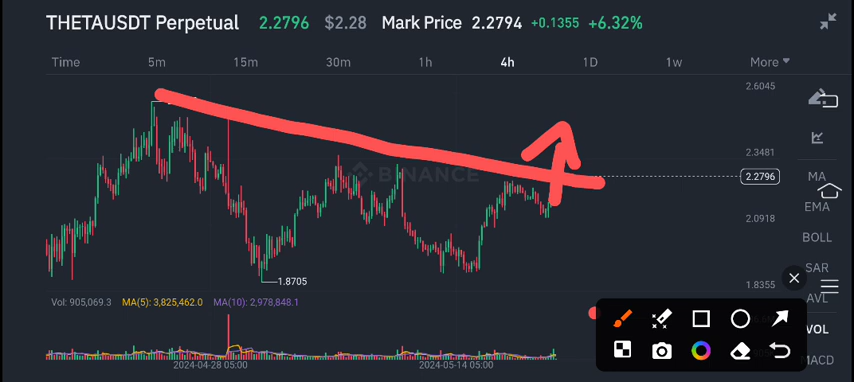 THETAUSDT Perpetual 2.2796 $2.28 Mark Price 2.2794 +0.1355 +6.32%
Time 5m 15m 30m 1h 4h 1D 1w More
2.6045
2.3481
BINANCE
2.2796
MA
EMA
2.0918
BOLL
SAR
1.8705
1.8355
AVL
Vol: 905,069.3 MA(5): 3,825,462.0 MA(10): 2,978,848.1
VOL
MACD
2024-04-28 05:00 2024-05-14 05:00